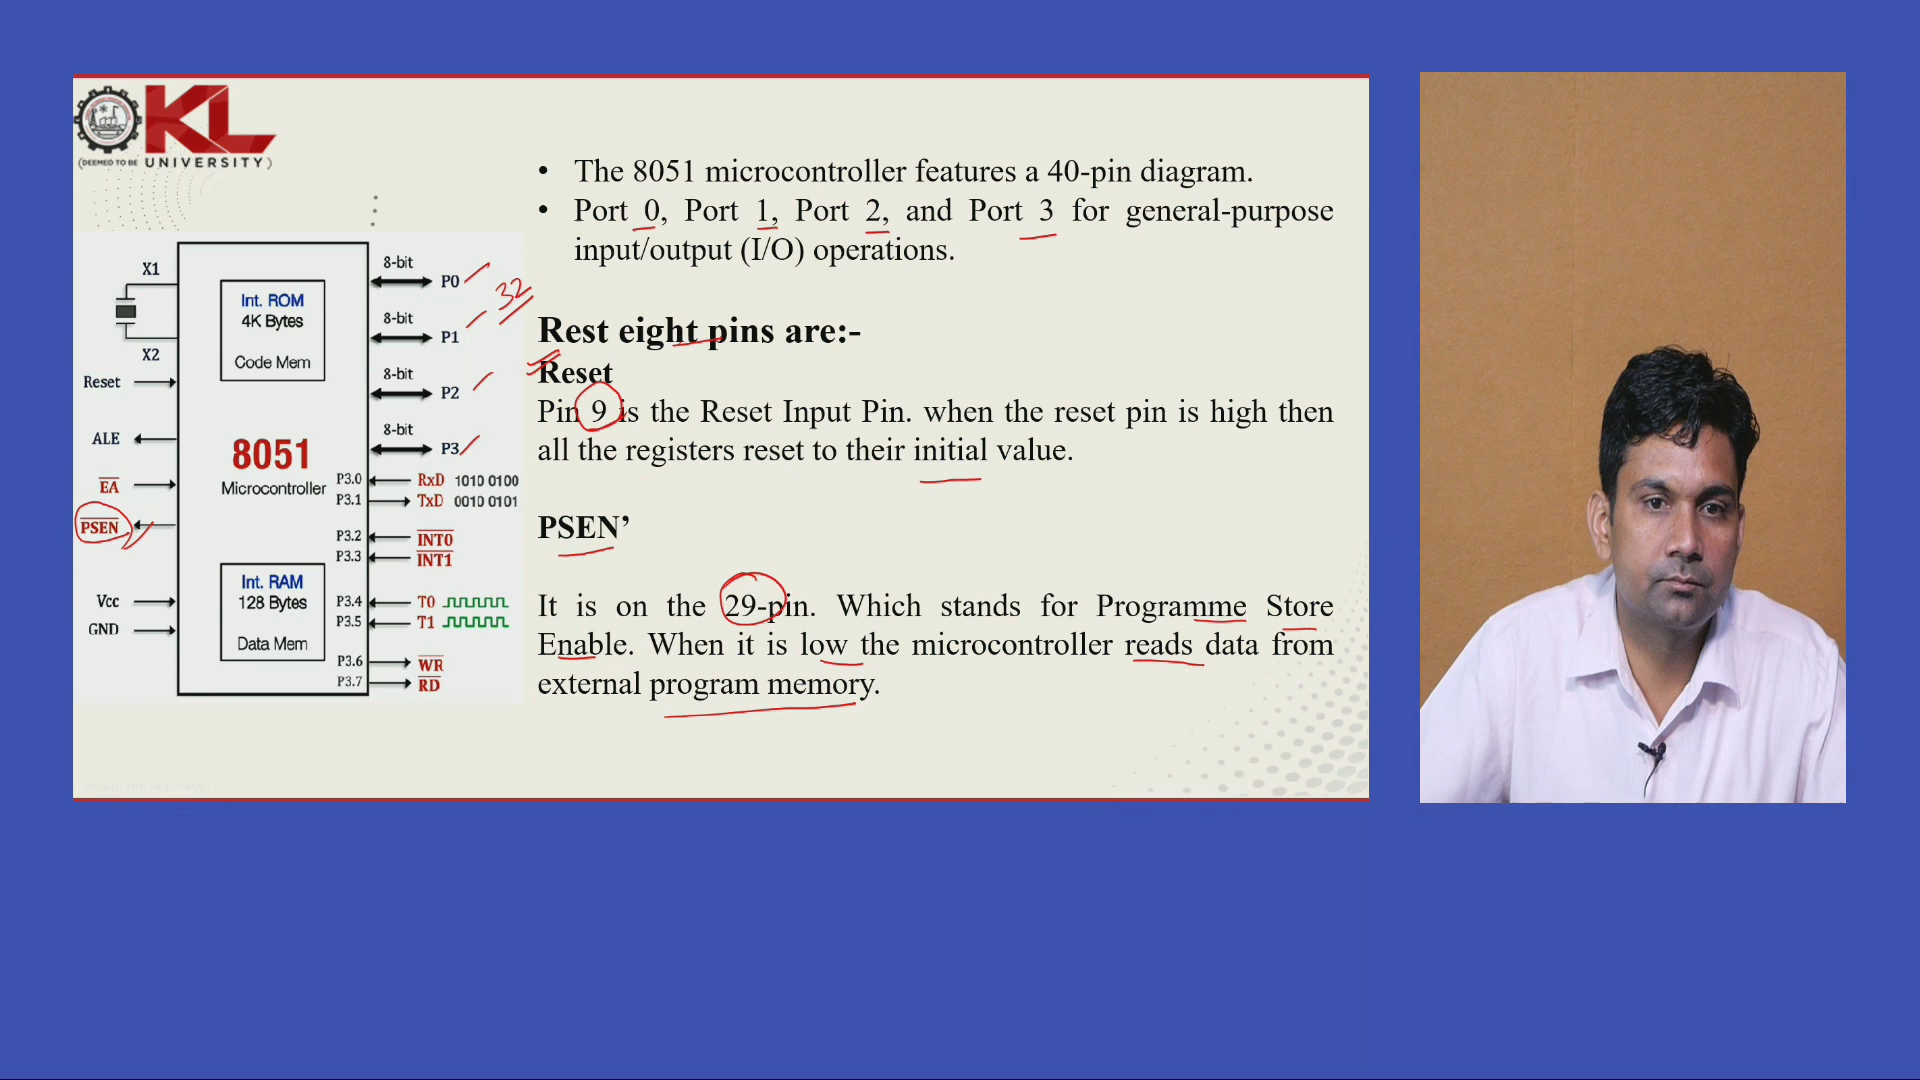 KL
(DEEMED TO BE UNIVERSITY)
• The 8051 microcontroller features a 40-pin diagram.
• Port 0, Port 1, Port 2, and Port 3 for general-purpose
input/output (I/O) operations.
Rest eight pins are:-
Reset
Pin 9 is the Reset Input Pin. when the reset pin is high then
all the registers reset to their initial value.
PSEN’
It is on the 29-pin. Which stands for Programme Store
Enable. When it is low the microcontroller reads data from
external program memory.
X1
X2
Reset
ALE
EA
PSEN
Vcc
GND
Int. ROM
4K Bytes
Code Mem
8051
Microcontroller
Int. RAM
128 Bytes
Data Mem
8-bit P0
32
8-bit P1
8-bit P2
8-bit P3
P3.0 RxD 1010 0100
P3.1 TxD 0010 0101
P3.2 INT0
P3.3 INT1
P3.4 T0
P3.5 T1
P3.6 WR
P3.7 RD